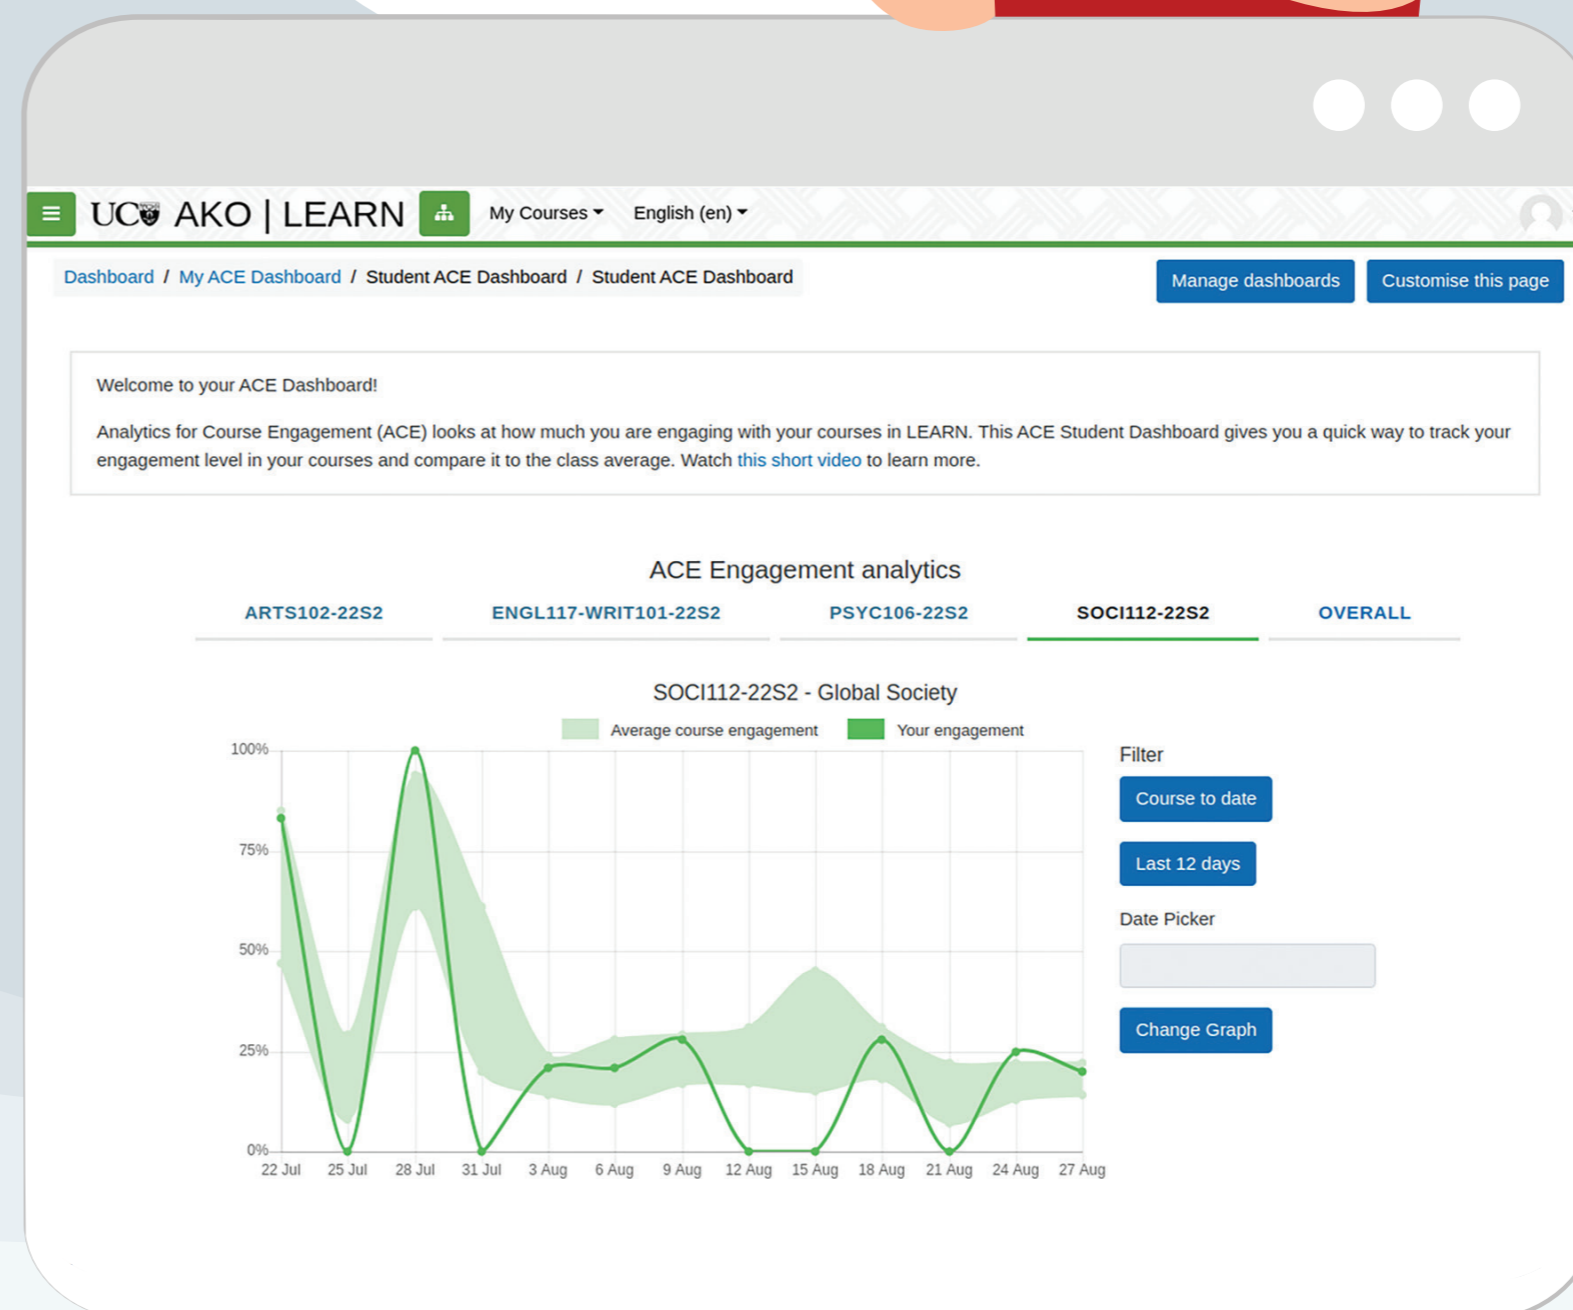 UC AKO | LEARN My Courses English (en)
Dashboard / My ACE Dashboard / Student ACE Dashboard / Student ACE Dashboard
Manage dashboards Customise this page
Welcome to your ACE Dashboard!
Analytics for Course Engagement (ACE) looks at how much you are engaging with your courses in LEARN. This ACE Student Dashboard gives you a quick way to track your
engagement level in your courses and compare it to the class average. Watch this short video to learn more.
ACE Engagement analytics
ARTS102-22S2 ENGL117-WRIT101-22S2 PSYC106-22S2 SOCI112-22S2 OVERALL
SOCI112-22S2 - Global Society
Average course engagement Your engagement
100%
75%
50%
25%
0%
22 Jul 25 Jul 28 Jul 31 Jul 3 Aug 6 Aug 9 Aug 12 Aug 15 Aug 18 Aug 21 Aug 24 Aug 27 Aug
Filter
Course to date
Last 12 days
Date Picker
Change Graph